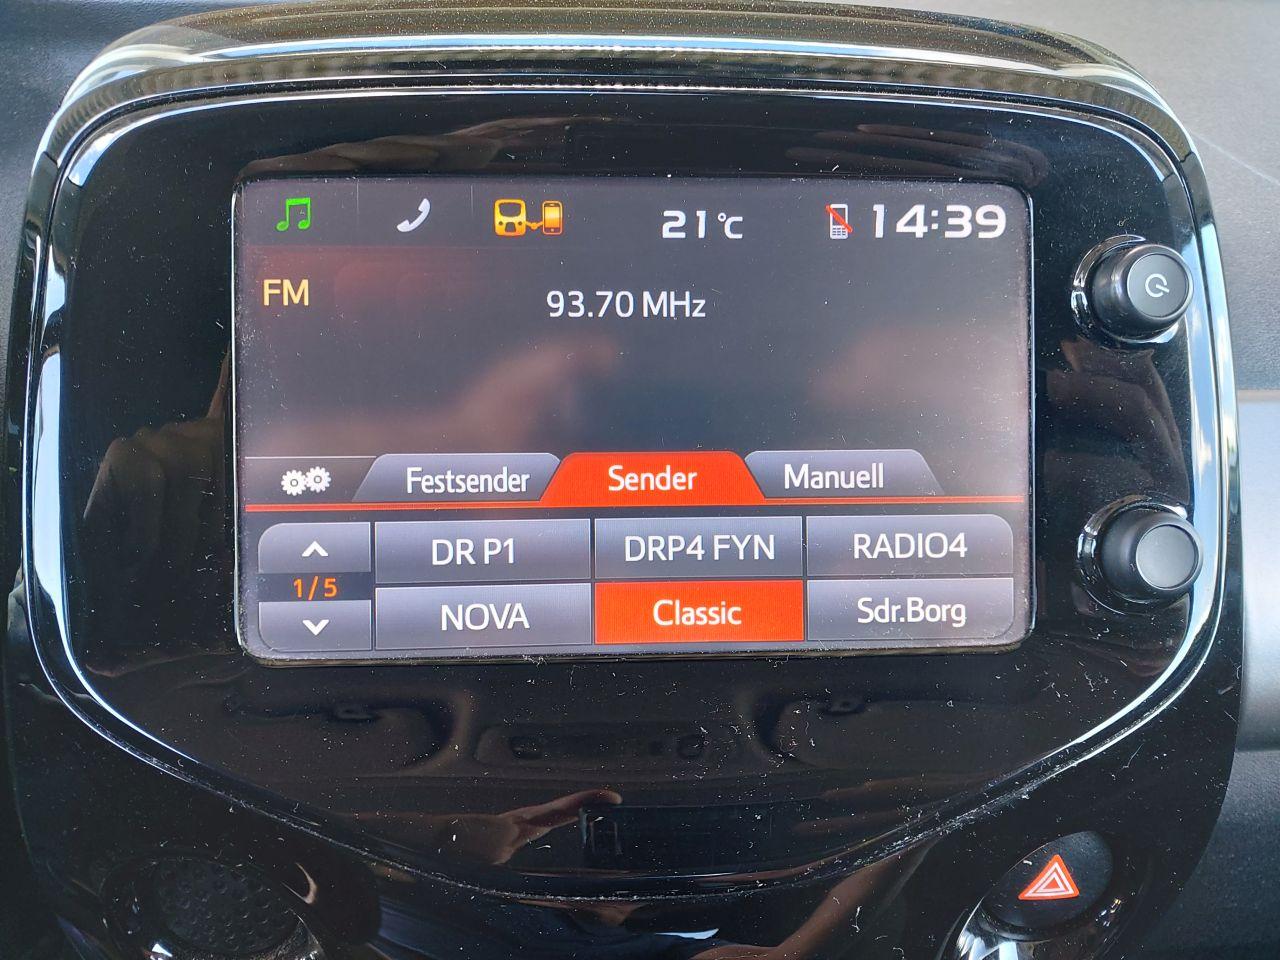 21°C 14:39
FM
93.70 MHz
Festsender Sender Manuell
DR P1 DRP4 FYN RADIO4
1/5
NOVA Classic Sdr.Borg